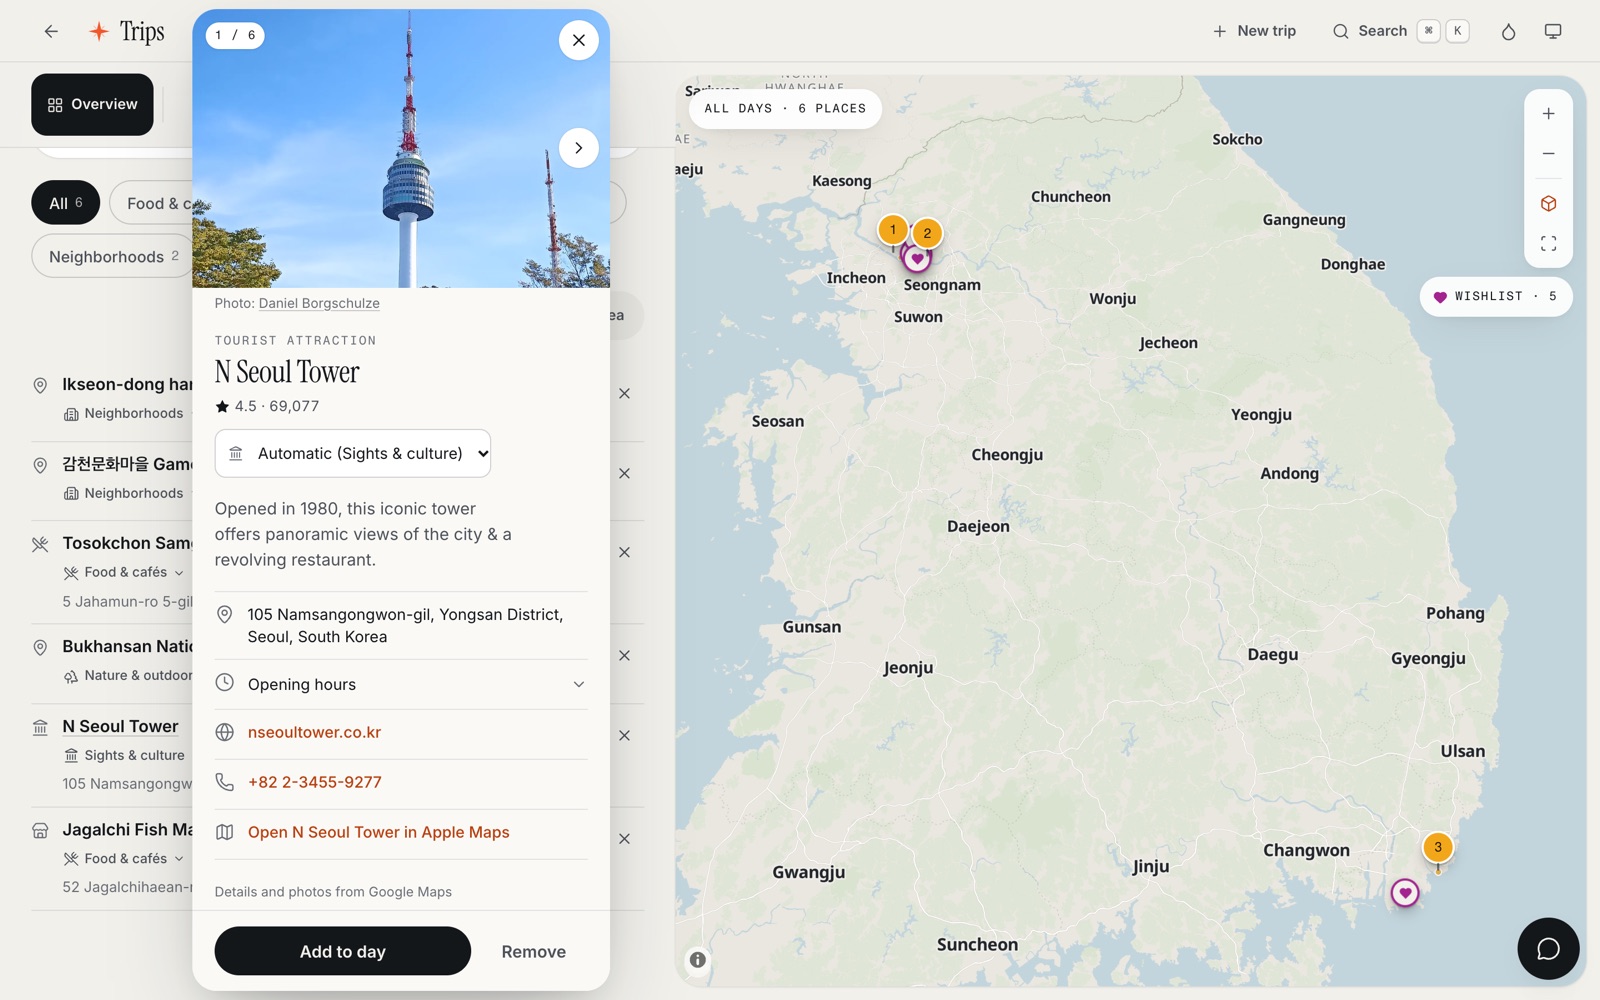 Trips
New trip
Search
⌘ K
Overview
All 6
Food & c
Neighborhoods 2
ea
Ikseon-dong han
Neighborhoods
감천문화마을 Gam
Neighborhoods
Tosokchon Sam
Food & cafés
5 Jahamun-ro 5-gil
Bukhansan Natio
Nature & outdoor
N Seoul Tower
Sights & culture
105 Namsangongw
Jagalchi Fish Ma
Food & cafés
52 Jagalchihaean-r
1 / 6
Photo: Daniel Borgschulze
TOURIST ATTRACTION
N Seoul Tower
4.5 · 69,077
Automatic (Sights & culture)
Opened in 1980, this iconic tower
offers panoramic views of the city & a
revolving restaurant.
105 Namsangongwon-gil, Yongsan District,
Seoul, South Korea
Opening hours
nseoultower.co.kr
+82 2-3455-9277
Open N Seoul Tower in Apple Maps
Details and photos from Google Maps
Add to day
Remove
ALL DAYS · 6 PLACES
WISHLIST · 5
HWANGHAE
AE
aeju
Kaesong
Sokcho
Chuncheon
Gangneung
1
2
Incheon
Seongnam
Donghae
Wonju
Suwon
Jecheon
Seosan
Yeongju
Cheongju
Andong
Daejeon
Pohang
Gunsan
Daegu
Gyeongju
Jeonju
Ulsan
3
Changwon
Jinju
Gwangju
Suncheon